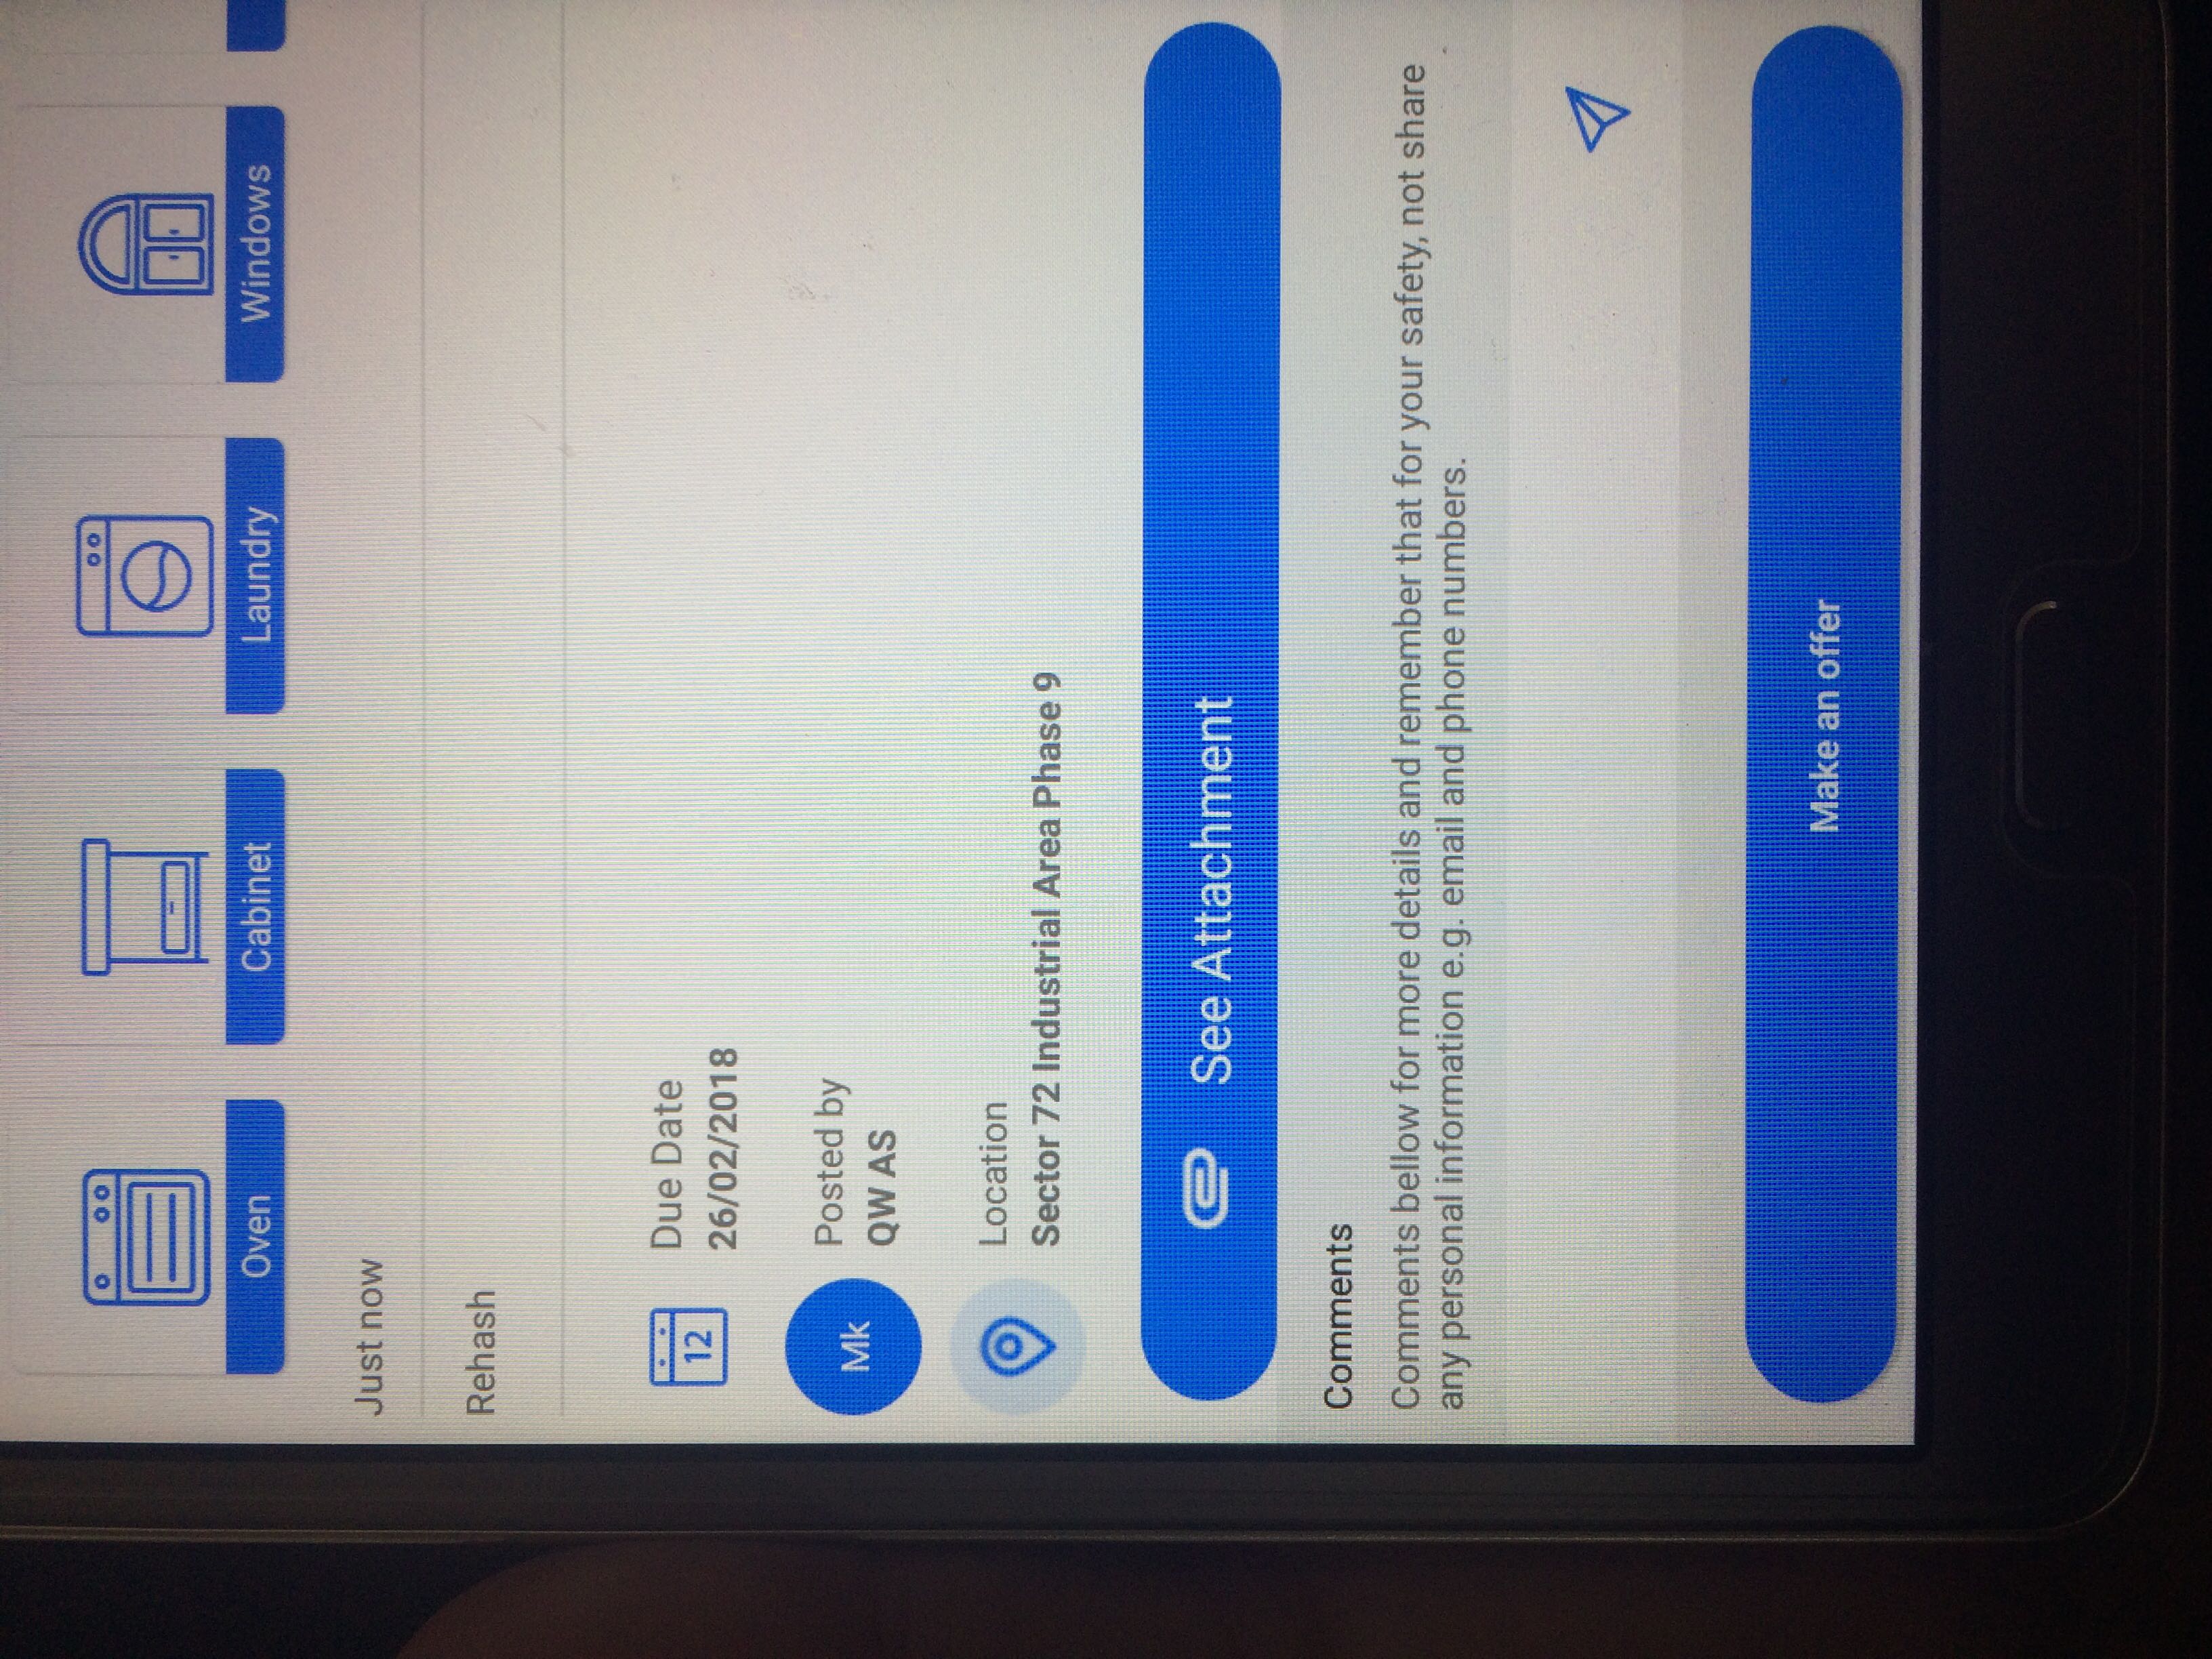 Oven Cabinet Laundry Windows
Just now
Rehash
12
Due Date
26/02/2018
Mk
Posted by
QW AS
Location
Sector 72 Industrial Area Phase 9
See Attachment
Comments
Comments bellow for more details and remember that for your safety, not share
any personal information e.g. email and phone numbers.
Make an offer